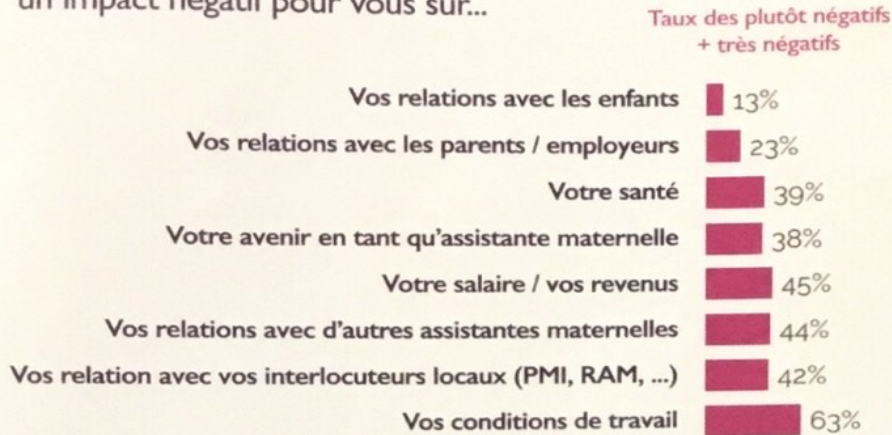 un impact négatif pour vous sur...
Taux des plutôt négatifs
+ très négatifs
Vos relations avec les enfants 13%
Vos relations avec les parents / employeurs 23%
Votre santé 39%
Votre avenir en tant qu'assistante maternelle 38%
Votre salaire / vos revenus 45%
Vos relations avec d'autres assistantes maternelles 44%
Vos relation avec vos interlocuteurs locaux (PMI, RAM, ...) 42%
Vos conditions de travail 63%